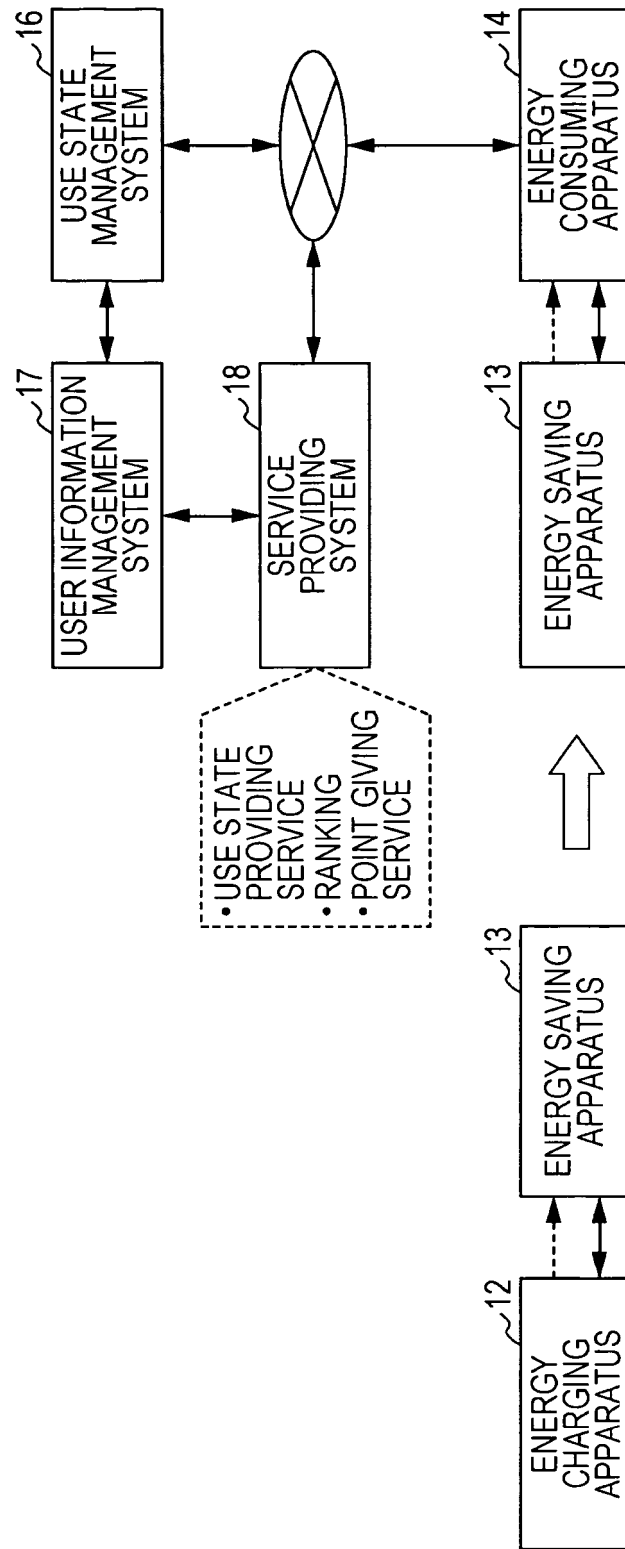 17
USER INFORMATION
MANAGEMENT
SYSTEM
16
USE STATE
MANAGEMENT
SYSTEM
• USE STATE
PROVIDING
SERVICE
• RANKING
• POINT GIVING
SERVICE
18
SERVICE
PROVIDING
SYSTEM
12
ENERGY
CHARGING
APPARATUS
13
ENERGY SAVING
APPARATUS
13
ENERGY SAVING
APPARATUS
14
ENERGY
CONSUMING
APPARATUS